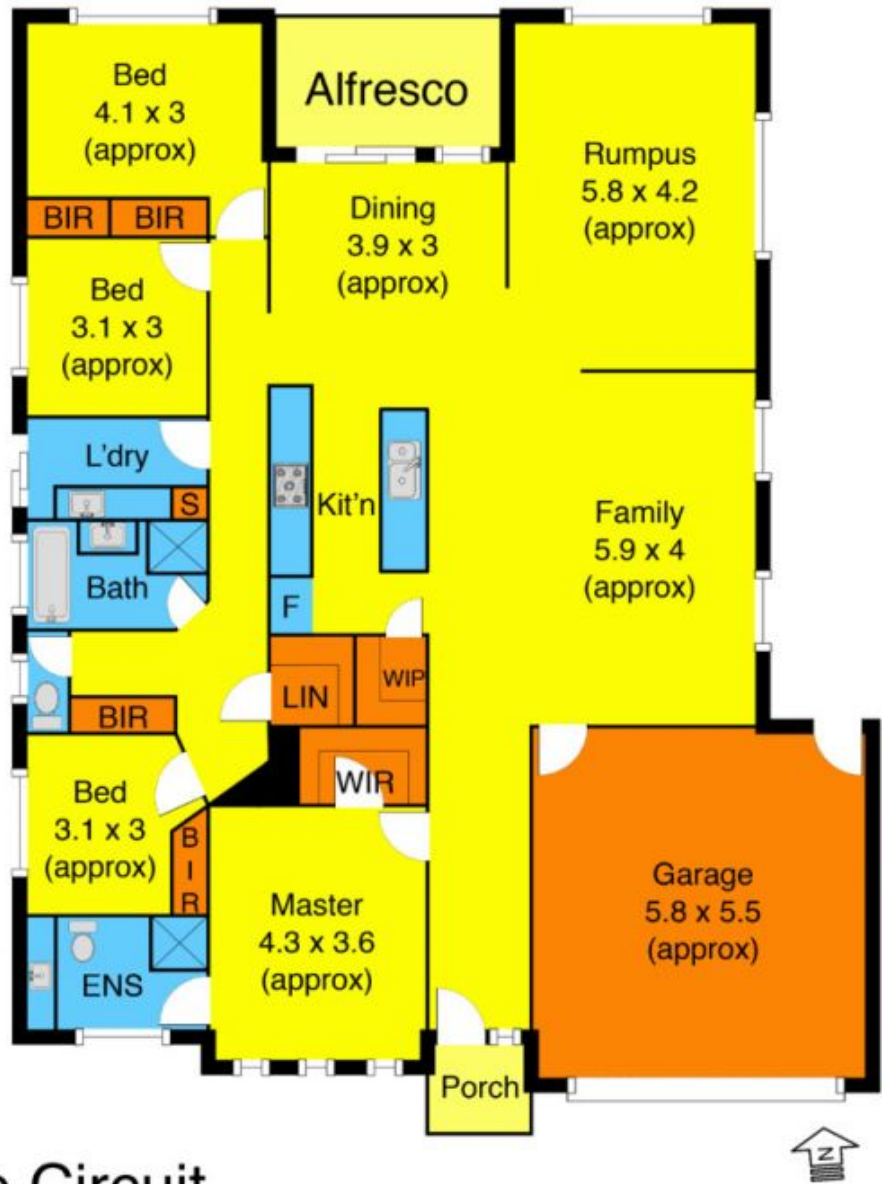 Bed
4.1 x 3
(approx)
Alfresco
Rumpus
5.8 x 4.2
(approx)
BIR
BIR
Dining
3.9 x 3
(approx)
Bed
3.1 x 3
(approx)
L'dry
S
Kit'n
Family
5.9 x 4
(approx)
Bath
F
LIN
WIP
BIR
WIR
Bed
3.1 x 3
(approx)
B
I
R
Master
4.3 x 3.6
(approx)
Garage
5.8 x 5.5
(approx)
ENS
Porch
N
Circuit